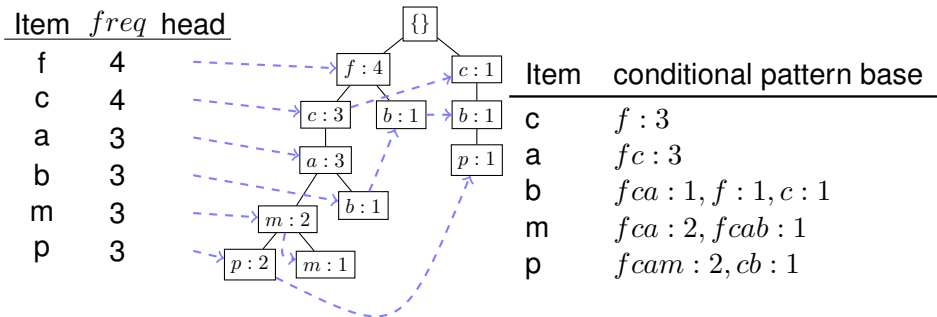 Item freq head
f 4
c 4
a 3
b 3
m 3
p 3
{}
f : 4
c : 1
c : 3
b : 1
b : 1
a : 3
p : 1
m : 2
b : 1
p : 2
m : 1
Item conditional pattern base
c f : 3
a fc : 3
b fca : 1, f : 1, c : 1
m fca : 2, fcab : 1
p fcam : 2, cb : 1